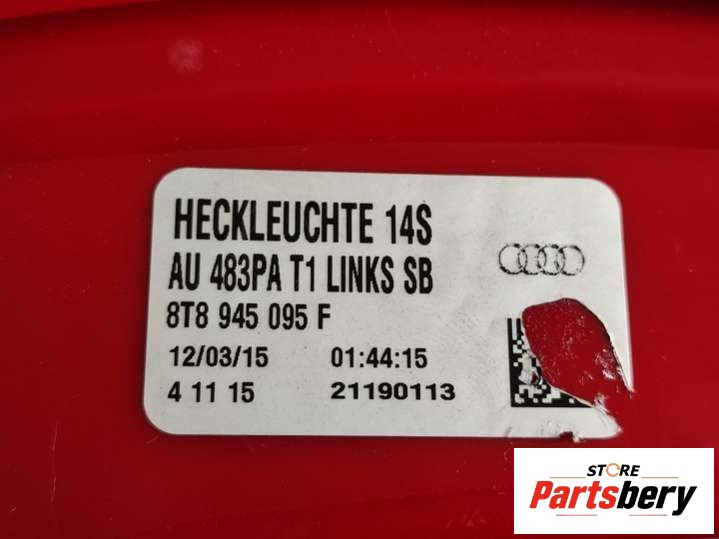 HECKLEUCHTE 14S
AU 483PA T1 LINKS SB
8T8 945 095 F
12/03/15 01:44:15
4 11 15 21190113
STORE
Partsbery